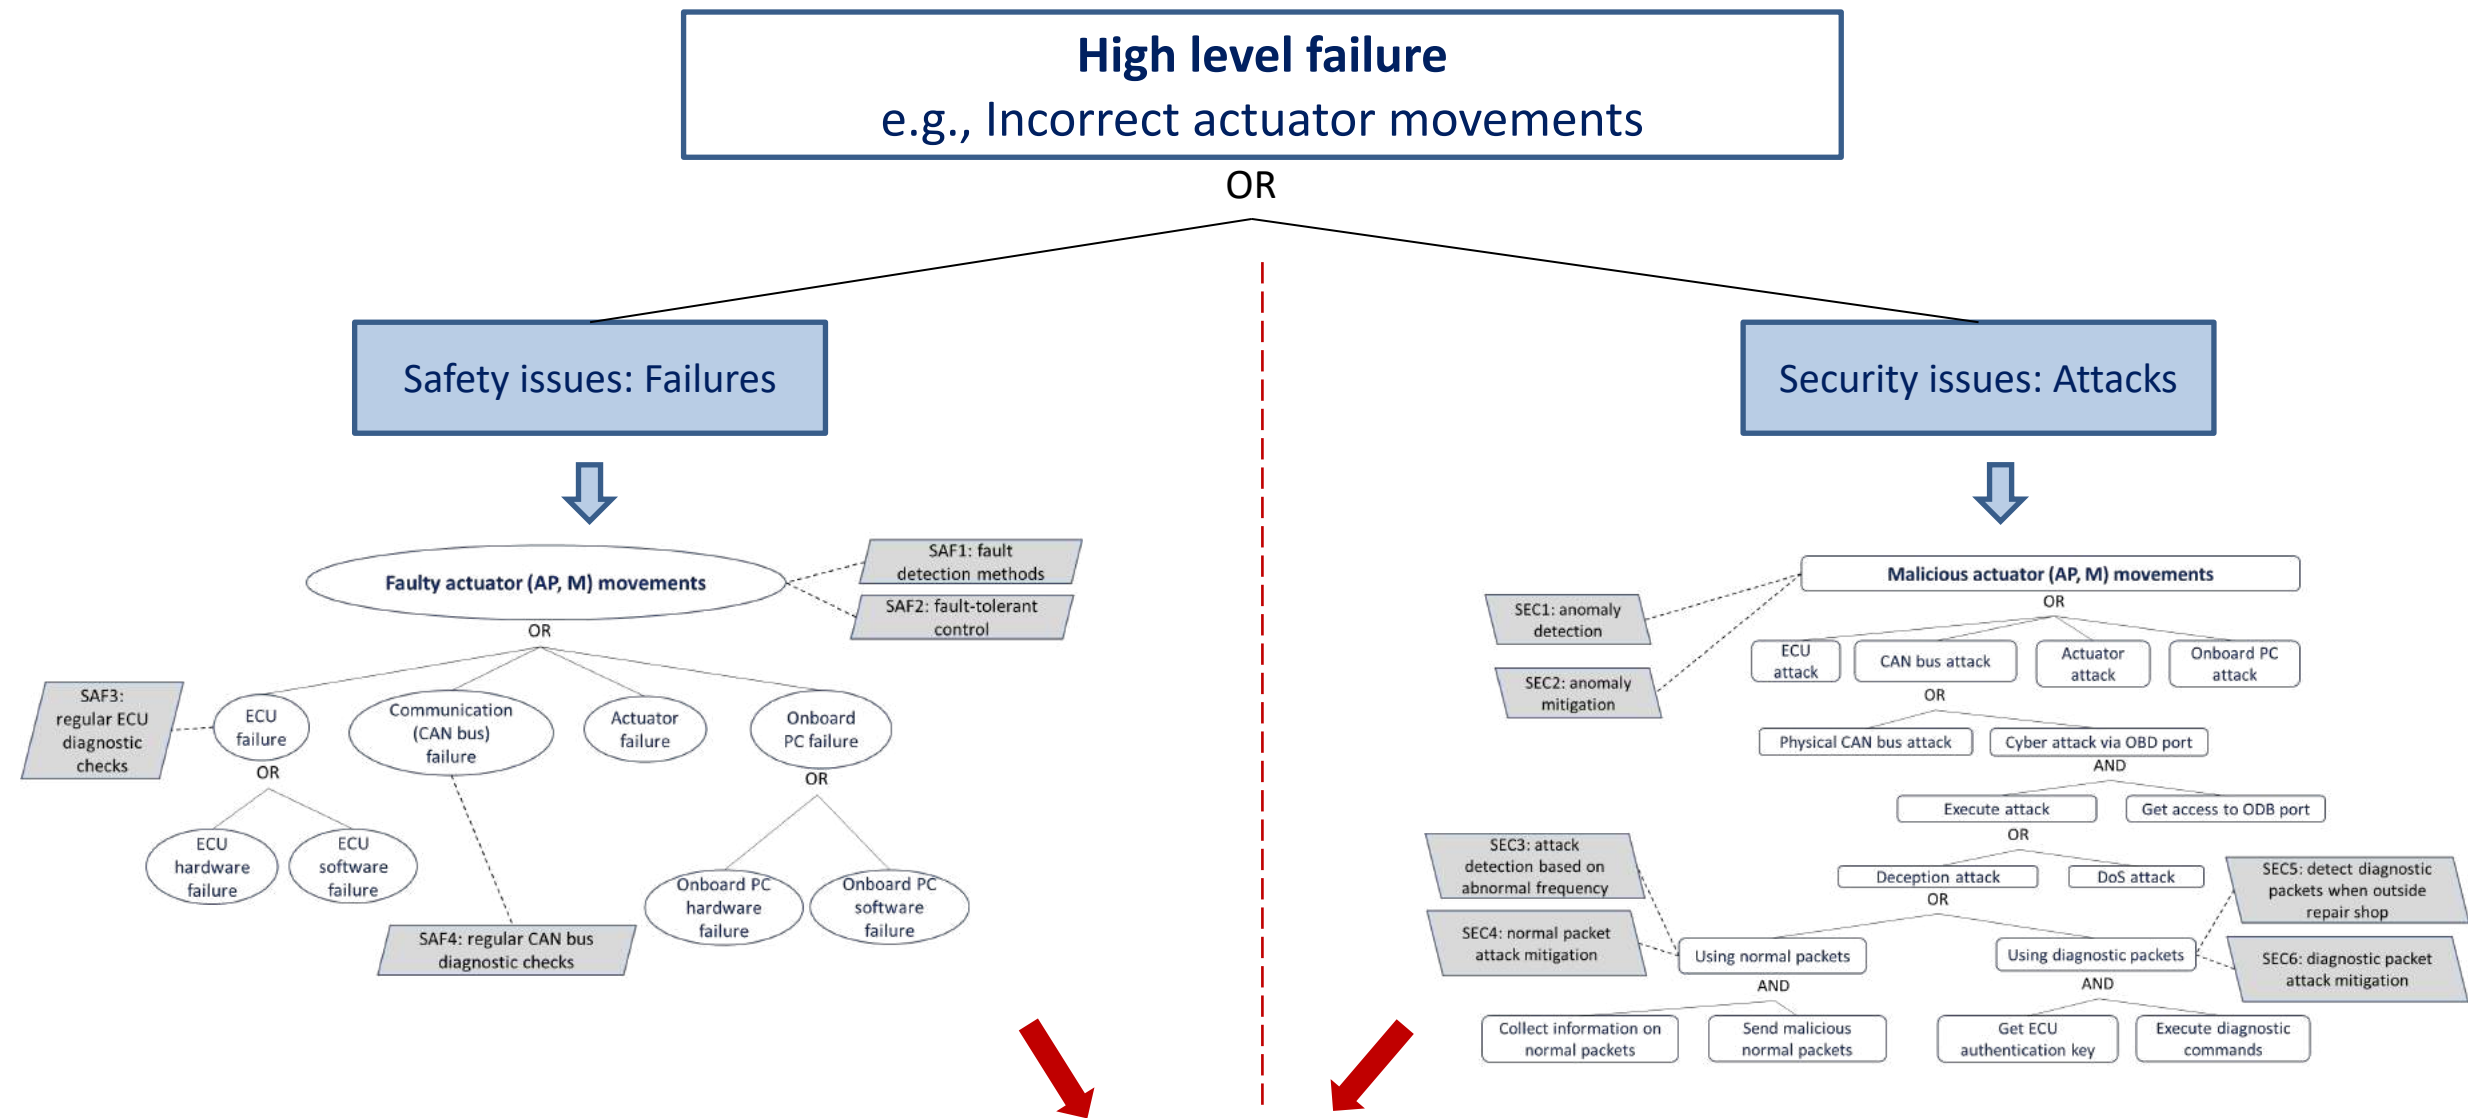 High level failure
e.g., Incorrect actuator movements
OR
Safety issues: Failures
Faulty actuator (AP, M) movements
SAF1: fault
detection methods
SAF2: fault-tolerant
control
OR
SAF3:
regular ECU
diagnostic
checks
ECU
failure
Communication
(CAN bus)
failure
Actuator
failure
Onboard
PC failure
OR
OR
ECU
hardware
failure
ECU
software
failure
Onboard PC
hardware
failure
Onboard PC
software
failure
SAF4: regular CAN bus
diagnostic checks
Security issues: Attacks
Malicious actuator (AP, M) movements
SEC1: anomaly
detection
SEC2: anomaly
mitigation
OR
ECU
attack
CAN bus attack
Actuator
attack
Onboard PC
attack
OR
Physical CAN bus attack
Cyber attack via OBD port
AND
Execute attack
Get access to ODB port
OR
Deception attack
DoS attack
OR
SEC3: attack
detection based on
abnormal frequency
SEC4: normal packet
attack mitigation
SEC5: detect diagnostic
packets when outside
repair shop
SEC6: diagnostic packet
attack mitigation
Using normal packets
Using diagnostic packets
AND
AND
Collect information on
normal packets
Send malicious
normal packets
Get ECU
authentication key
Execute diagnostic
commands